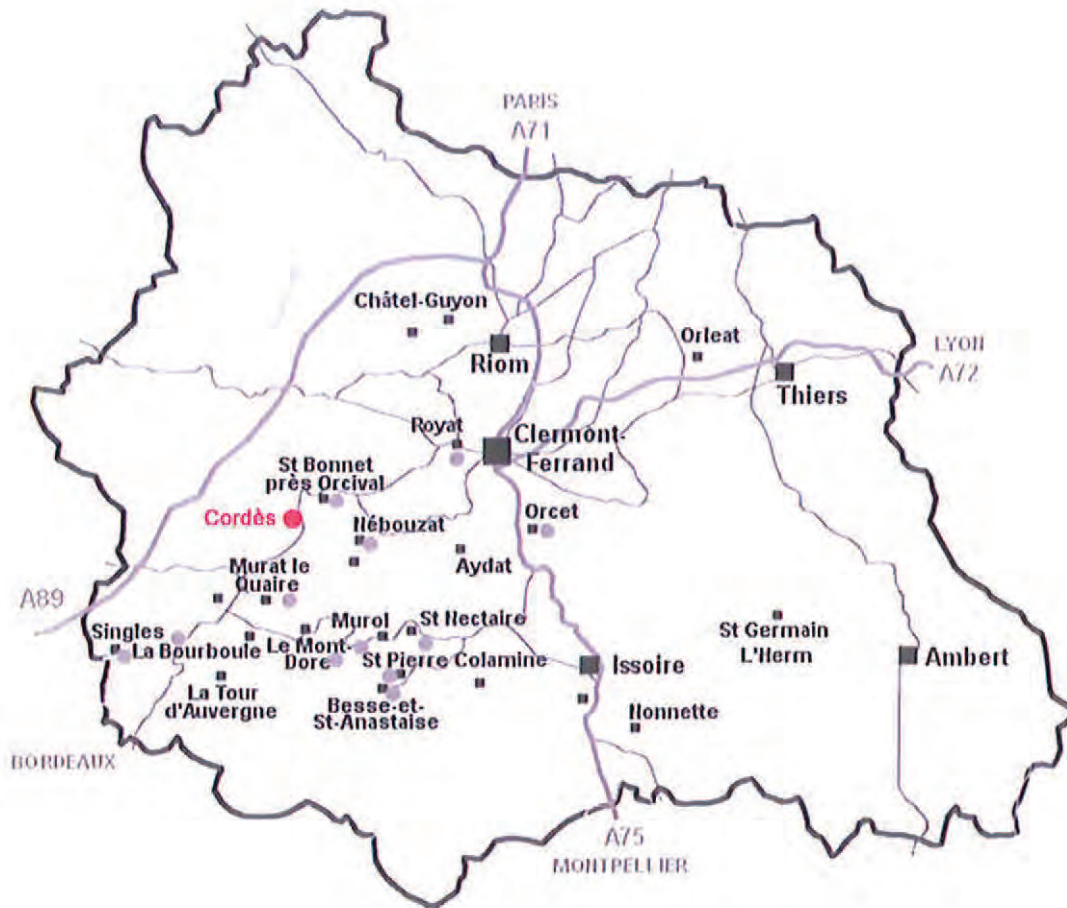 PARIS
A71
Châtel-Guyon
Riom
Orleat
LYON
A72
Thiers
Royat
Clermont-
Ferrand
St Bonnet
près Orcival
Cordès
Nébouzat
Orcet
Aydat
Murat le
Quaire
A89
Singles
La Bourboule
Le Mont-
Dore
Murol
St Nectaire
St Pierre Colamine
St Germain
L'Herm
Issoire
Ambert
La Tour
d'Auvergne
Besse-et-
St-Anastaise
Nonnette
BORDEAUX
A75
MONTPELLIER